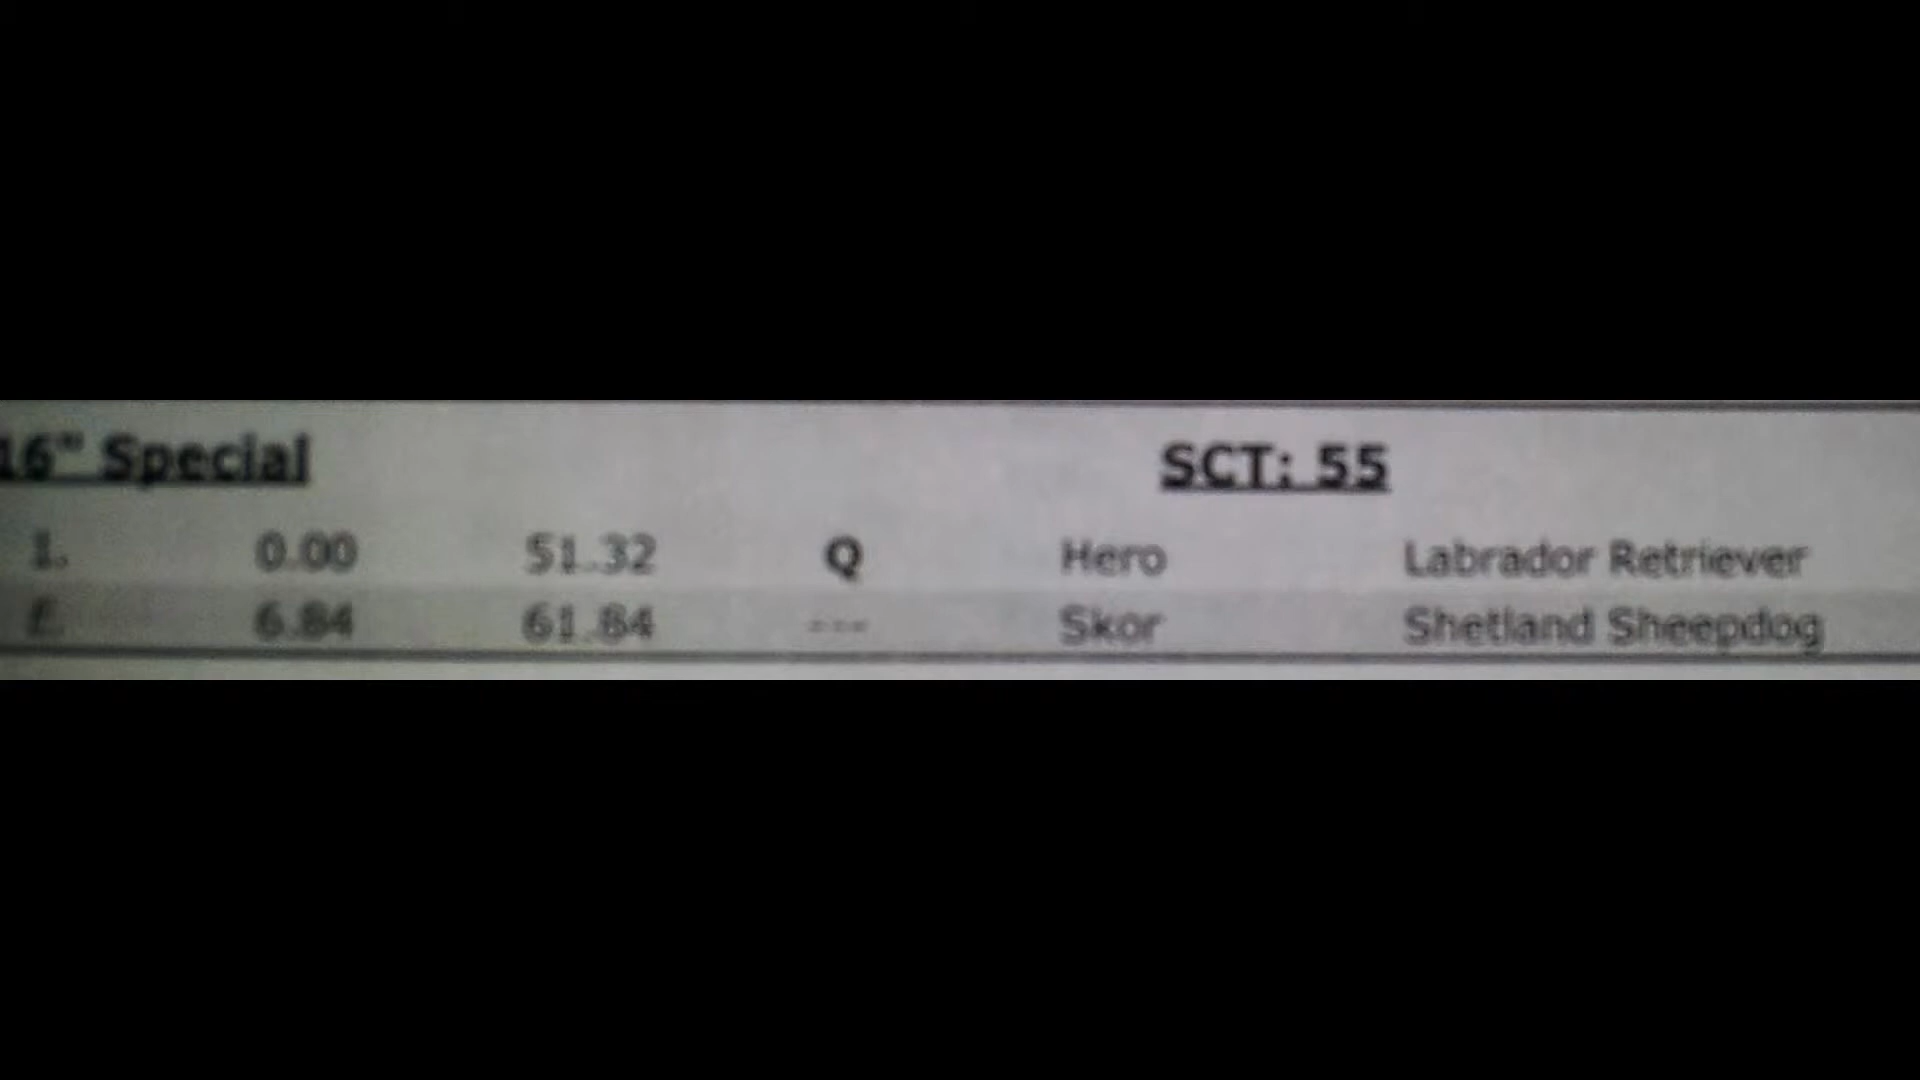 16" Special SCT: 55
1. 0.00 51.32 Q Hero Labrador Retriever
6.84 61.84 --- Skor Shetland Sheepdog